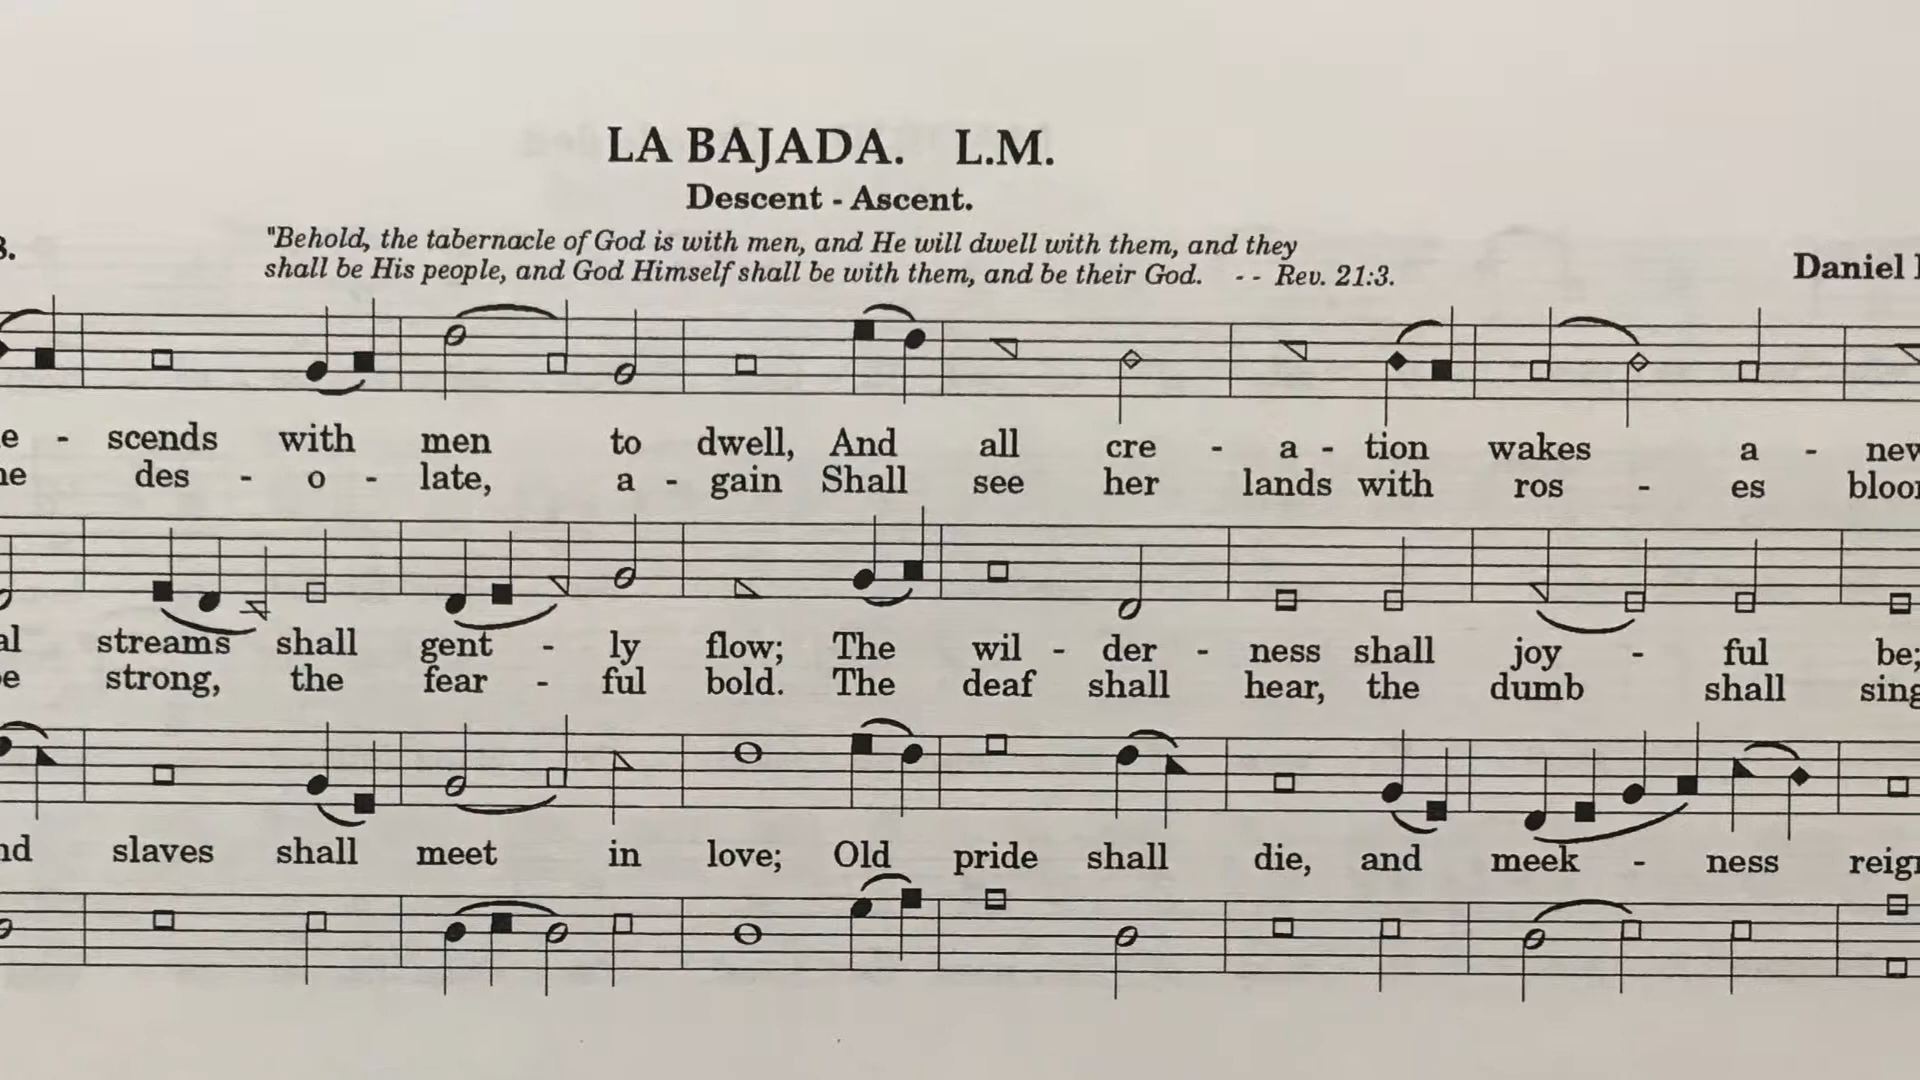 LA BAJADA. L.M.
Descent - Ascent.
"Behold, the tabernacle of God is with men, and He will dwell with them, and they
shall be His people, and God Himself shall be with them, and be their God. - - Rev. 21:3.
Daniel
scends with men to dwell, And all cre - a - tion wakes a -
des - o - late, a - gain Shall see her lands with ros - es
streams shall gent - ly flow; The wil - der - ness shall joy - ful be;
strong, the fear - ful bold. The deaf shall hear, the dumb shall sing
slaves shall meet in love; Old pride shall die, and meek - ness